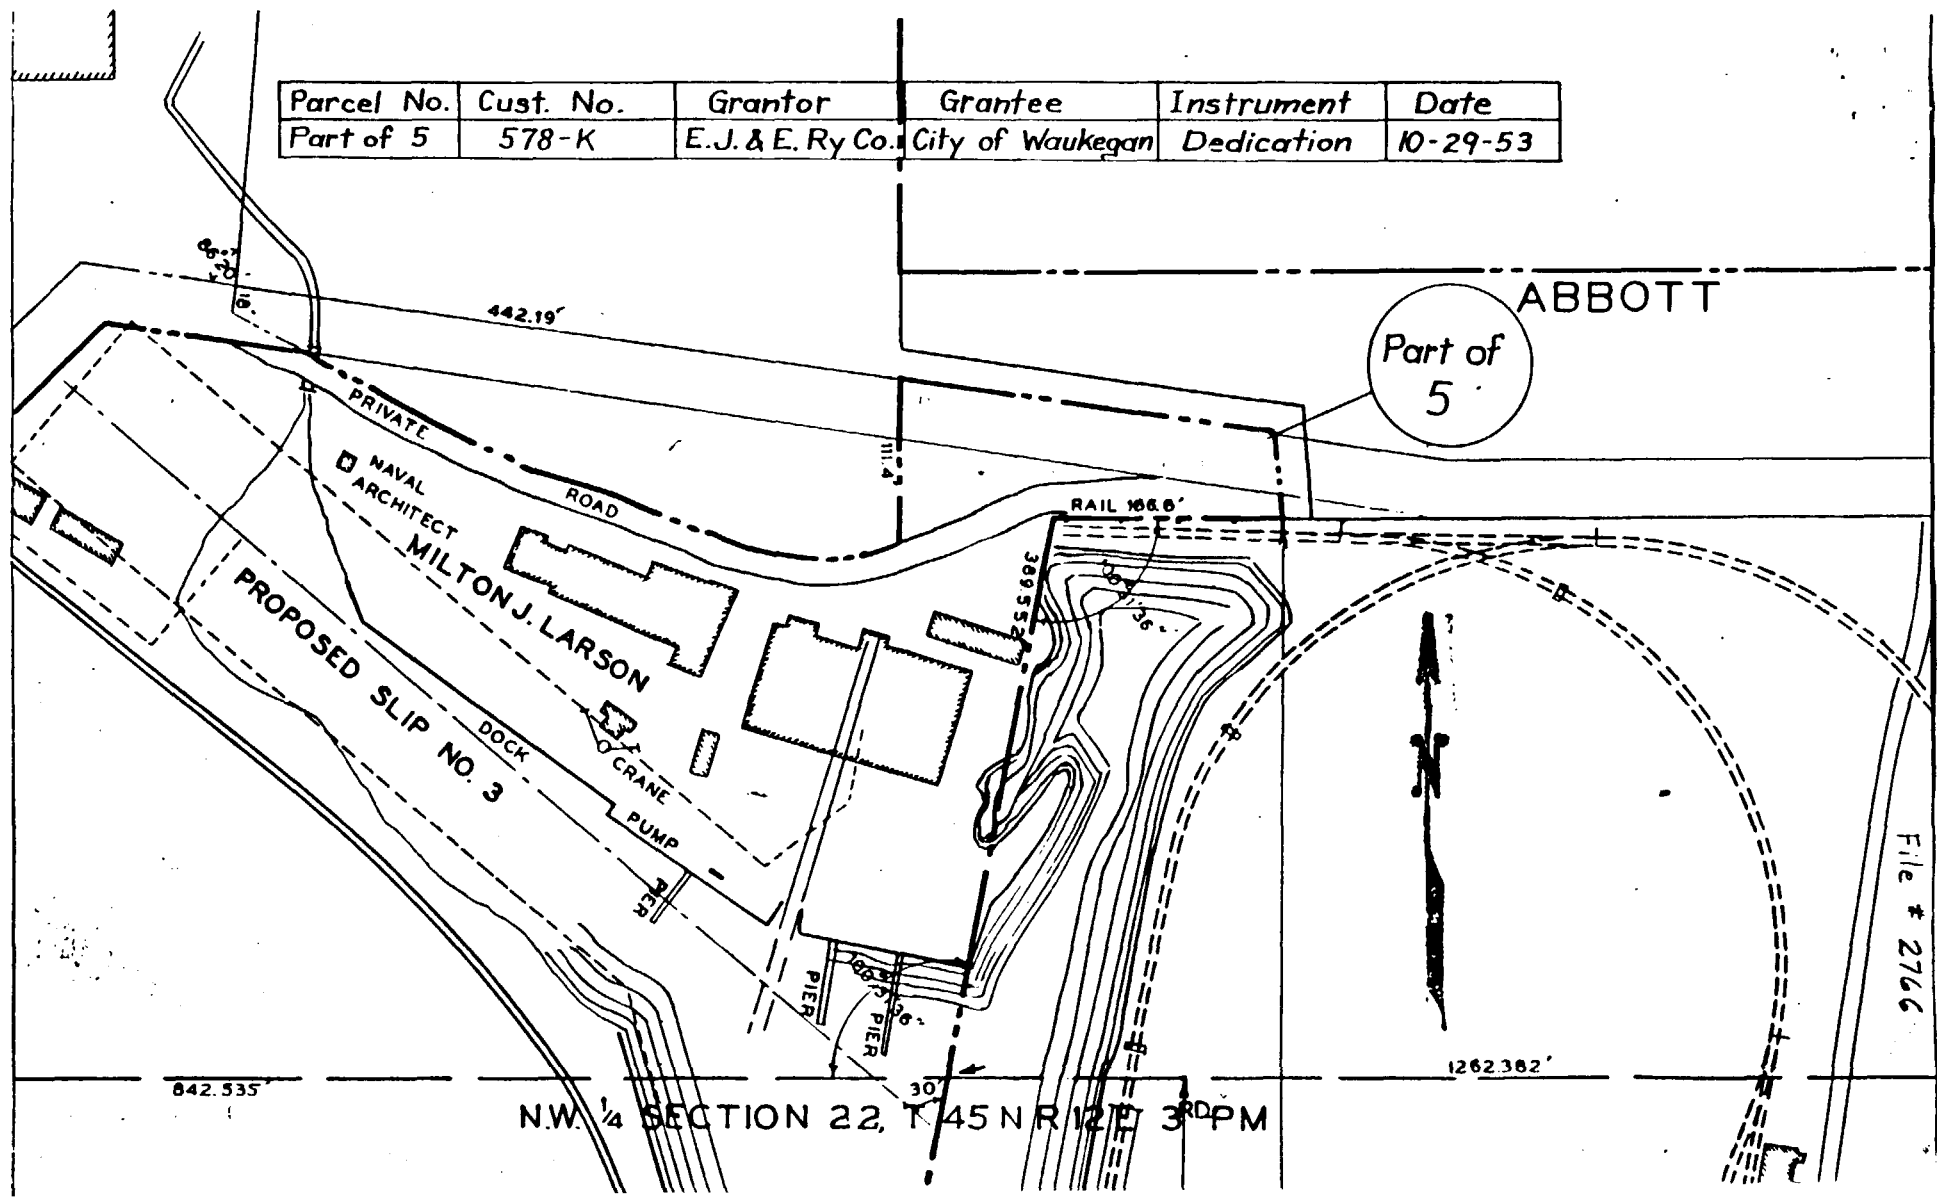 Parcel No. Cust. No. Grantor Grantee Instrument Date
Part of 5 578-K E.J. & E. Ry Co. City of Waukegan Dedication 10-29-53
442.19'
ABBOTT
Part of
5
PRIVATE
ROAD
111.4
RAIL 166.6'
NAVAL
ARCHITECT
MILTON J. LARSON
389.552
PROPOSED SLIP NO. 3
DOCK
CRANE
PUMP
PIER
PIER
PIER
File # 2766
842.535'
30'
1262.382'
N.W. 1/4 SECTION 22, T 45 N R 12 E 3RD PM